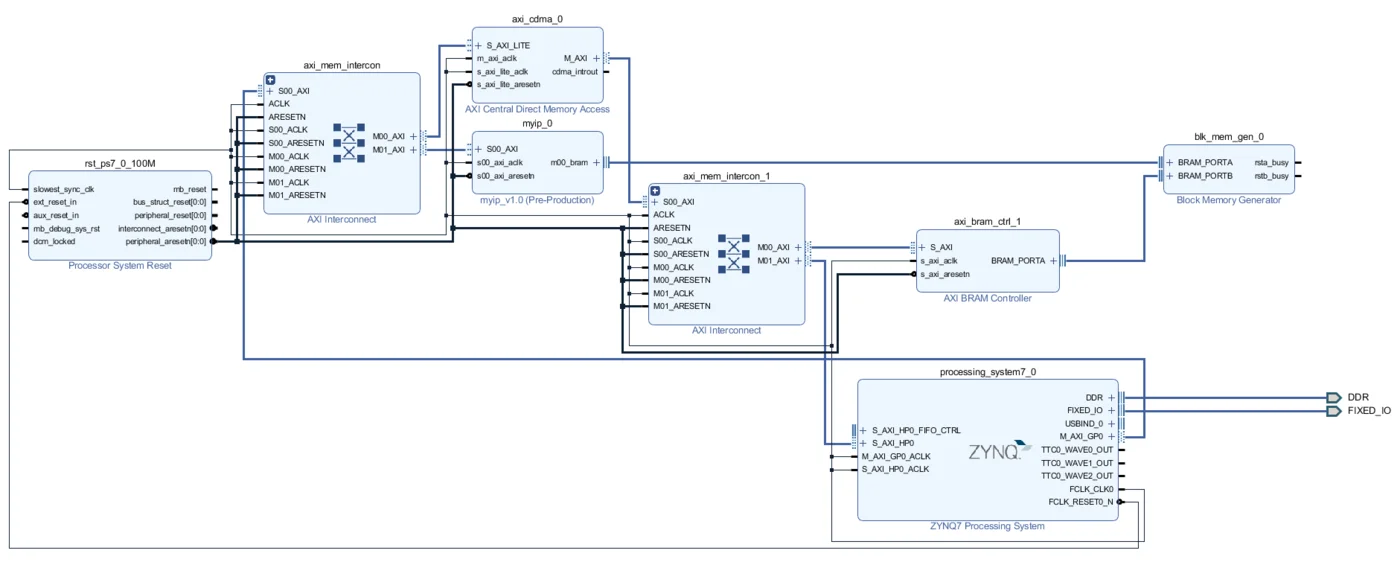 axi_cdma_0
S_AXI_LITE
m_axi_aclk
s_axi_lite_aclk
s_axi_lite_aresetn
M_AXI
cdma_introut
AXI Central Direct Memory Access
axi_mem_intercon
S00_AXI
ACLK
ARESETN
S00_ACLK
S00_ARESETN
M00_ACLK
M00_ARESETN
M01_ACLK
M01_ARESETN
M00_AXI
M01_AXI
AXI Interconnect
myip_0
S00_AXI
s00_axi_aclk
s00_axi_aresetn
m00_bram
myip_v1.0 (Pre-Production)
blk_mem_gen_0
BRAM_PORTA
BRAM_PORTB
rsta_busy
rstb_busy
Block Memory Generator
rst_ps7_0_100M
slowest_sync_clk
ext_reset_in
aux_reset_in
mb_debug_sys_rst
dcm_locked
mb_reset
bus_struct_reset[0:0]
peripheral_reset[0:0]
interconnect_aresetn[0:0]
peripheral_aresetn[0:0]
Processor System Reset
axi_mem_intercon_1
S00_AXI
ACLK
ARESETN
S00_ACLK
S00_ARESETN
M00_ACLK
M00_ARESETN
M01_ACLK
M01_ARESETN
M00_AXI
M01_AXI
AXI Interconnect
axi_bram_ctrl_1
S_AXI
s_axi_aclk
s_axi_aresetn
BRAM_PORTA
AXI BRAM Controller
processing_system7_0
S_AXI_HP0_FIFO_CTRL
S_AXI_HP0
M_AXI_GP0_ACLK
S_AXI_HP0_ACLK
ZYNQ
DDR
FIXED_IO
USBIND_0
M_AXI_GP0
TTC0_WAVE0_OUT
TTC0_WAVE1_OUT
TTC0_WAVE2_OUT
FCLK_CLK0
FCLK_RESET0_N
ZYNQ7 Processing System
DDR
FIXED_IO